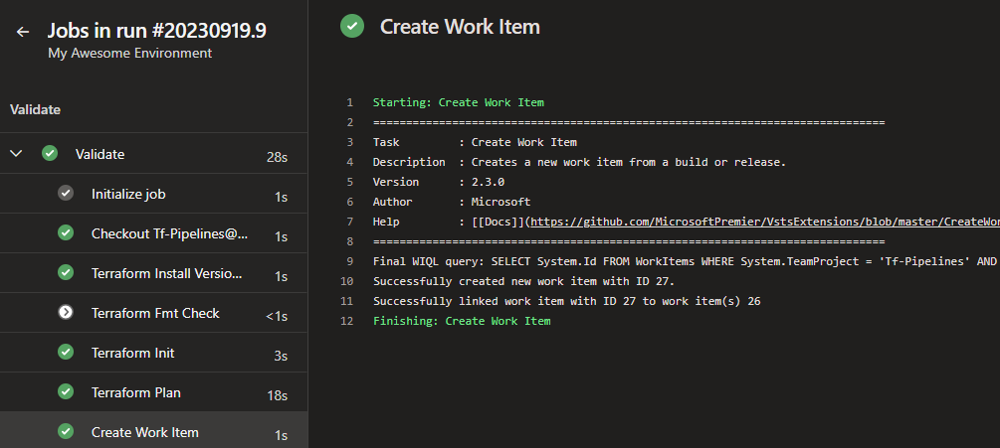 Jobs in run #20230919.9
My Awesome Environment
Validate
Validate 28s
Initialize job 1s
Checkout Tf-Pipelines@... 1s
Terraform Install Versio... 1s
Terraform Fmt Check <1s
Terraform Init 3s
Terraform Plan 18s
Create Work Item 1s
Create Work Item
1 Starting: Create Work Item
2 ==============================================================================
3 Task         : Create Work Item
4 Description  : Creates a new work item from a build or release.
5 Version      : 2.3.0
6 Author       : Microsoft
7 Help         : [[Docs]](https://github.com/MicrosoftPremier/VstsExtensions/blob/master/CreateWor
8 ==============================================================================
9 Final WIQL query: SELECT System.Id FROM WorkItems WHERE System.TeamProject = 'Tf-Pipelines' AND
10 Successfully created new work item with ID 27.
11 Successfully linked work item with ID 27 to work item(s) 26
12 Finishing: Create Work Item